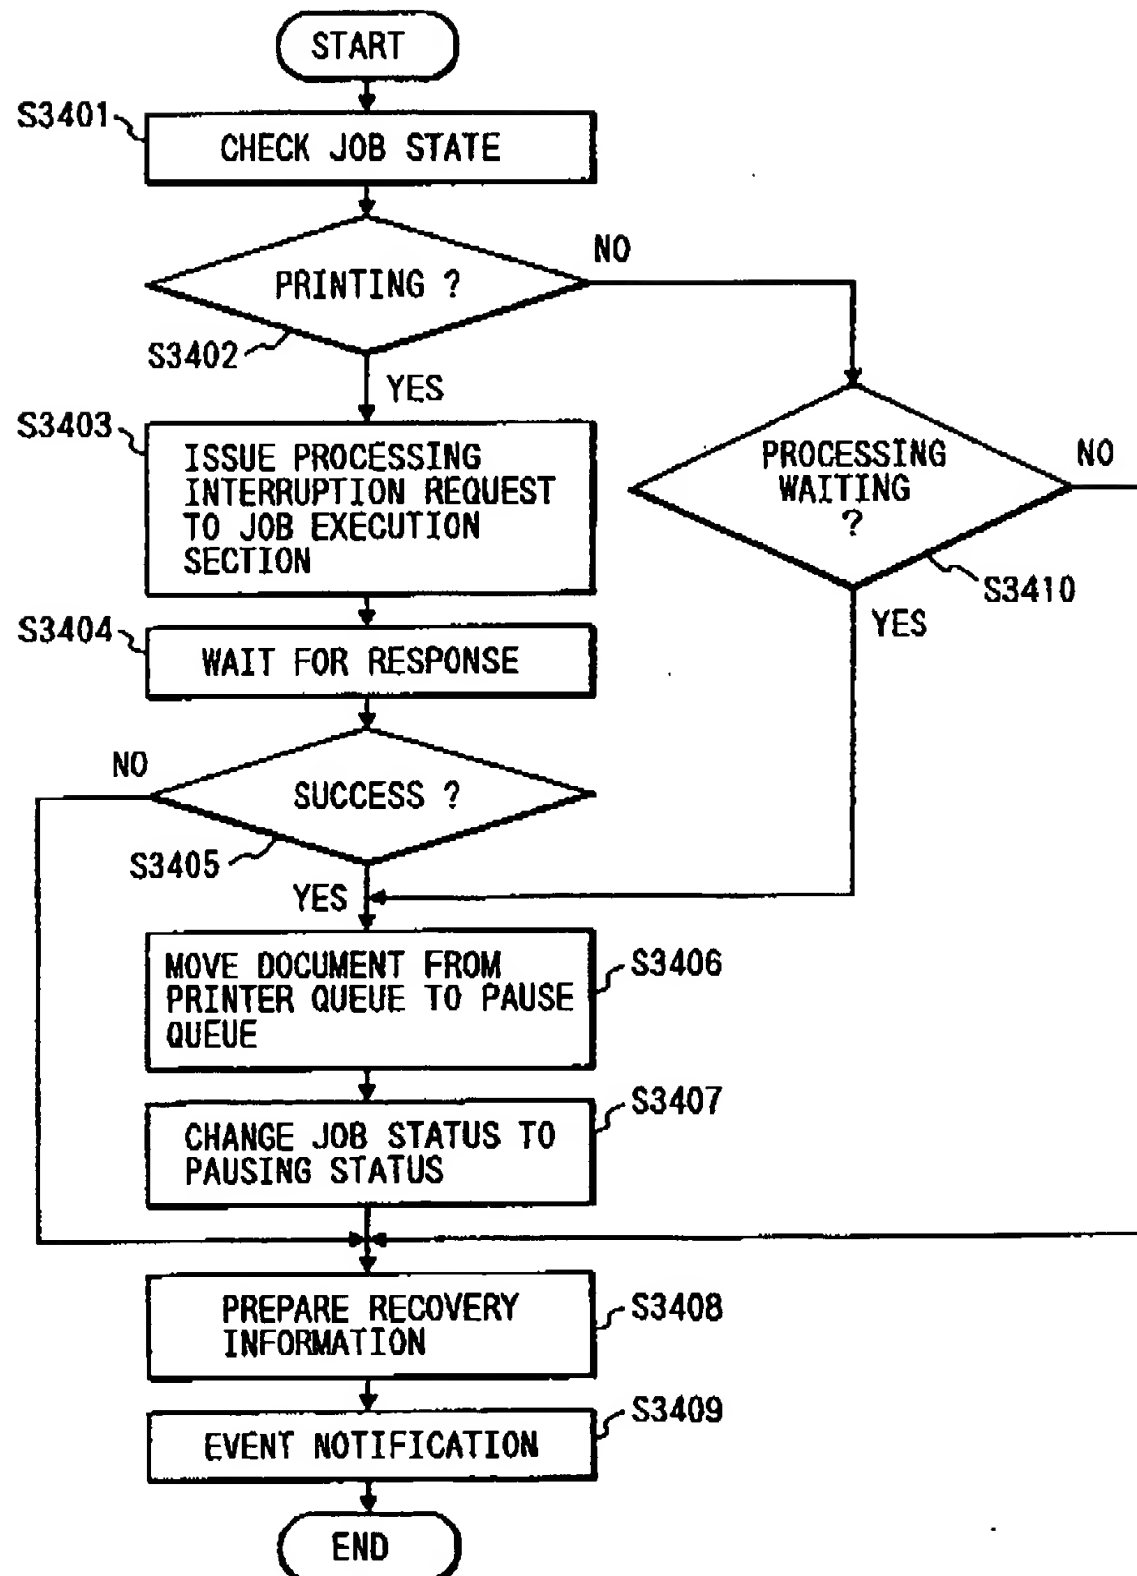 START
S3401
CHECK JOB STATE
PRINTING ?
NO
S3402
YES
S3403
ISSUE PROCESSING
INTERRUPTION REQUEST
TO JOB EXECUTION
SECTION
PROCESSING
WAITING
?
NO
S3410
YES
S3404
WAIT FOR RESPONSE
NO
SUCCESS ?
S3405
YES
MOVE DOCUMENT FROM
PRINTER QUEUE TO PAUSE
QUEUE
S3406
S3407
CHANGE JOB STATUS TO
PAUSING STATUS
PREPARE RECOVERY
INFORMATION
S3408
S3409
EVENT NOTIFICATION
END